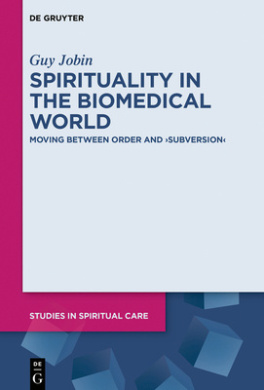 DE GRUYTER
Guy Jobin
SPIRITUALITY IN
THE BIOMEDICAL
WORLD
MOVING BETWEEN ORDER AND ›SUBVERSION‹
STUDIES IN SPIRITUAL CARE
DE
G